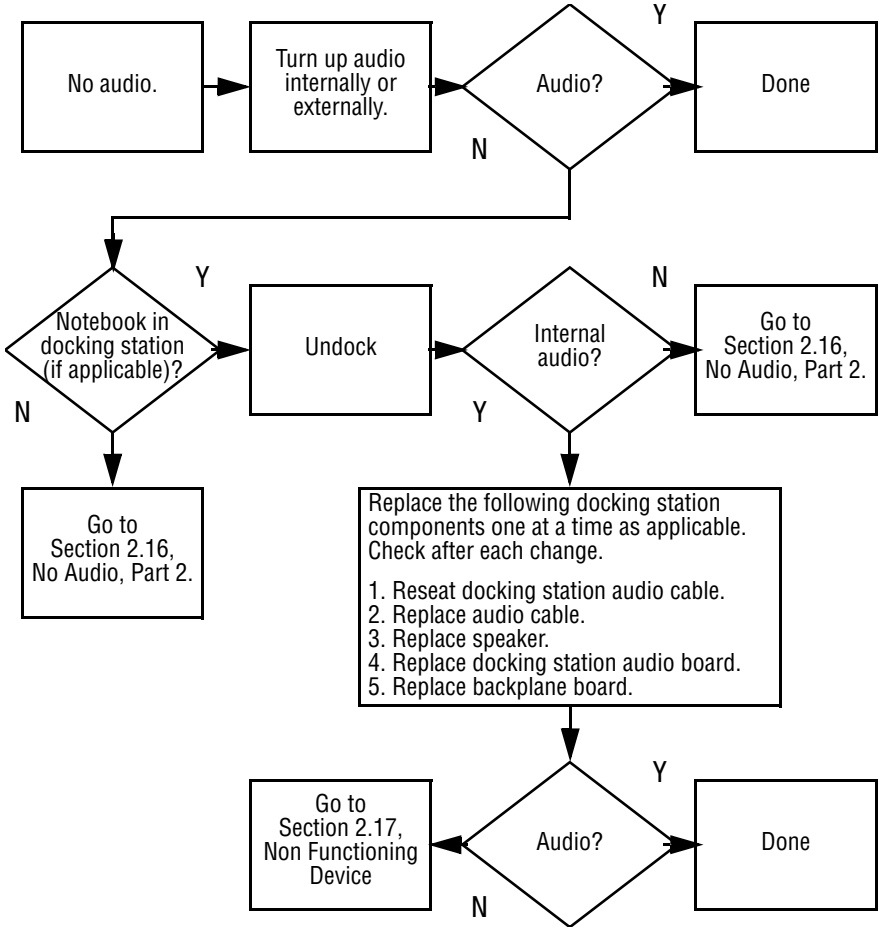 No audio.
Turn up audio
internally or
externally.
Audio?
Y
Done
N
Notebook in
docking station
(if applicable)?
Y
Undock
Internal
audio?
N
Go to
Section 2.16,
No Audio, Part 2.
N
Y
Go to
Section 2.16,
No Audio, Part 2.
Replace the following docking station
components one at a time as applicable.
Check after each change.
1. Reseat docking station audio cable.
2. Replace audio cable.
3. Replace speaker.
4. Replace docking station audio board.
5. Replace backplane board.
Go to
Section 2.17,
Non Functioning
Device
Audio?
Y
Done
N